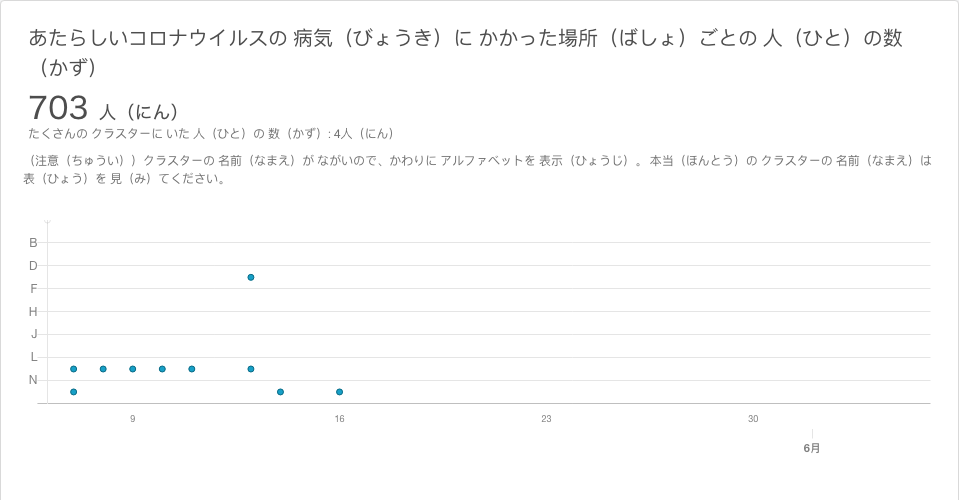 あたらしいコロナウイルスの 病気（びょうき）に かかった場所（ばしょ）ごとの 人（ひと）の数
（かず）
703 人（にん）
たくさんの クラスターに いた 人（ひと）の 数（かず）: 4人（にん）
（注意（ちゅうい））クラスターの 名前（なまえ）が ながいので、かわりに アルファベットを 表示（ひょうじ）。 本当（ほんとう）の クラスターの 名前（なまえ）は
表（ひょう）を 見（み）てください。
B
D
F
H
J
L
N
9 16 23 30
6月